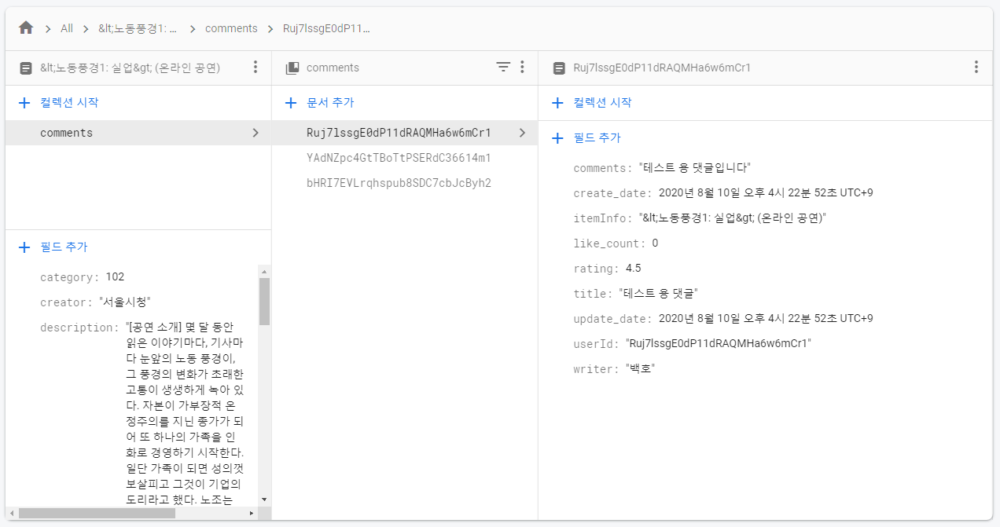 All
&lt;노동풍경1: ...
comments
Ruj7lssgE0dP11...
&lt;노동풍경1: 실업&gt; (온라인 공연)
컬렉션 시작
comments
필드 추가
category: 102
creator: "서울시청"
description: "[공연 소개] 몇 달 동안
읽은 이야기마다, 기사마
다 눈앞의 노동 풍경이,
그 풍경의 변화가 초래한
고통이 생생하게 녹아 있
다. 자본이 가부장적 온
정주의를 지닌 종가가 되
어 또 하나의 가족을 인
화로 경영하기 시작한다.
일단 가족이 되면 성의껏
보살피고 그것이 기업의
도리라고 했다. 노조는
comments
문서 추가
Ruj7lssgE0dP11dRAQMHa6w6mCr1
YAdNZpc4GtTBoTtPSERdC36614m1
bHRI7EVLrqhspub8SDC7cbJcByh2
Ruj7lssgE0dP11dRAQMHa6w6mCr1
컬렉션 시작
필드 추가
comments: "테스트 용 댓글입니다"
create_date: 2020년 8월 10일 오후 4시 22분 52초 UTC+9
itemInfo: "&lt;노동풍경1: 실업&gt; (온라인 공연)"
like_count: 0
rating: 4.5
title: "테스트 용 댓글"
update_date: 2020년 8월 10일 오후 4시 22분 52초 UTC+9
userId: "Ruj7lssgE0dP11dRAQMHa6w6mCr1"
writer: "백호"